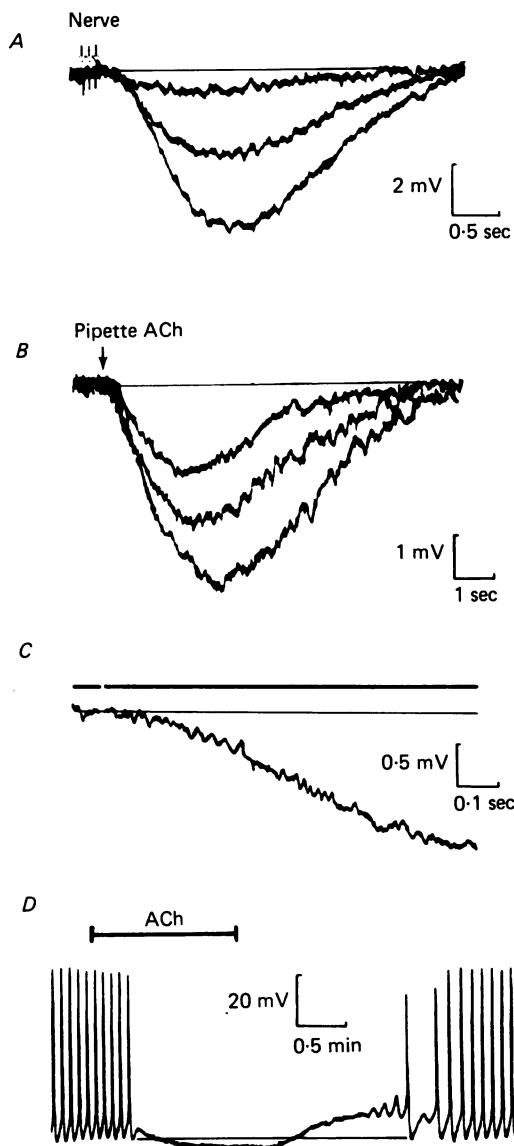 A
Nerve
2 mV
0·5 sec
B
Pipette ACh
1 mV
1 sec
C
0·5 mV
0·1 sec
D
ACh
20 mV
0·5 min